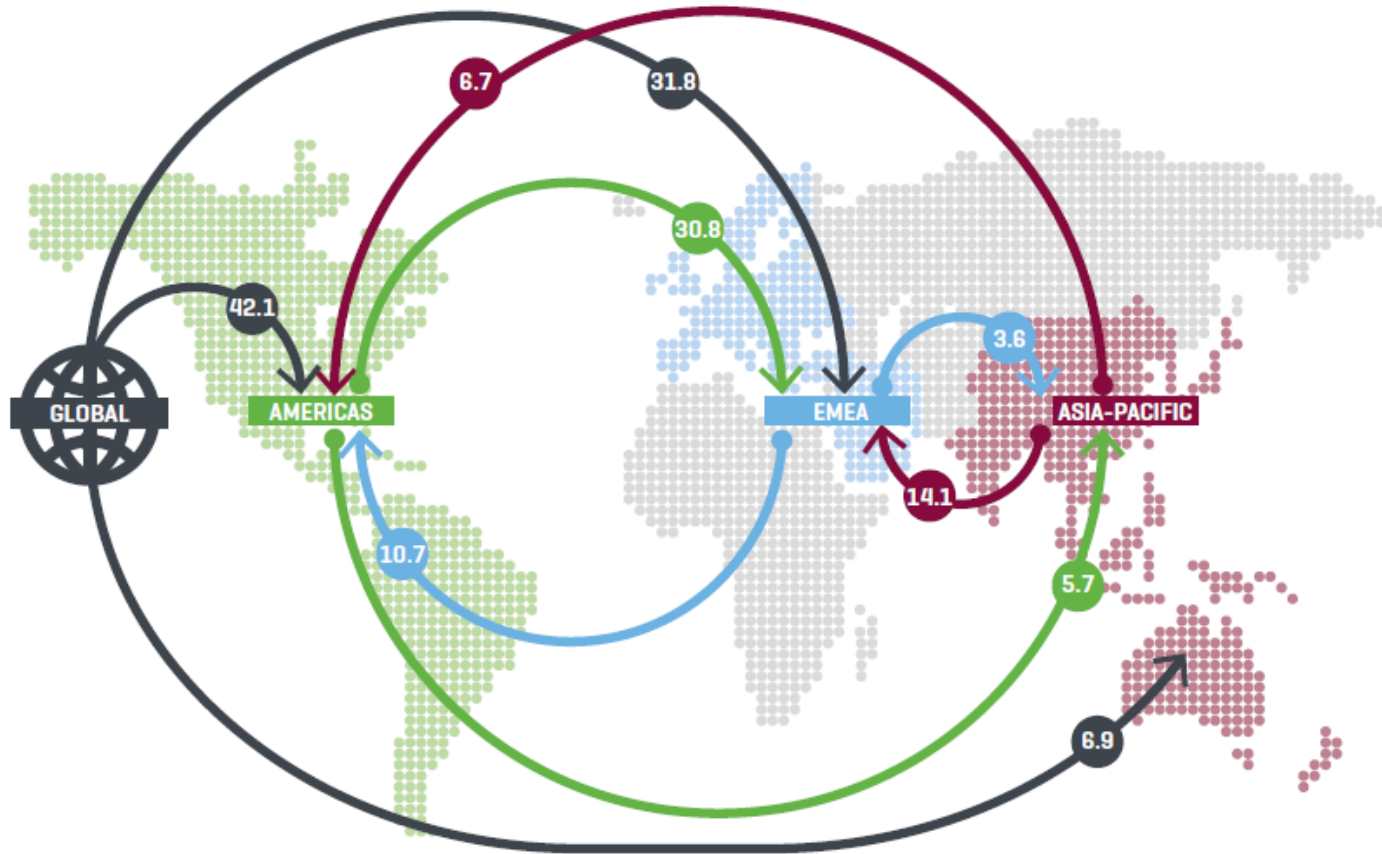 6.7
31.8
30.8
42.1
3.6
GLOBAL
AMERICAS
EMEA
ASIA-PACIFIC
14.1
10.7
5.7
6.9